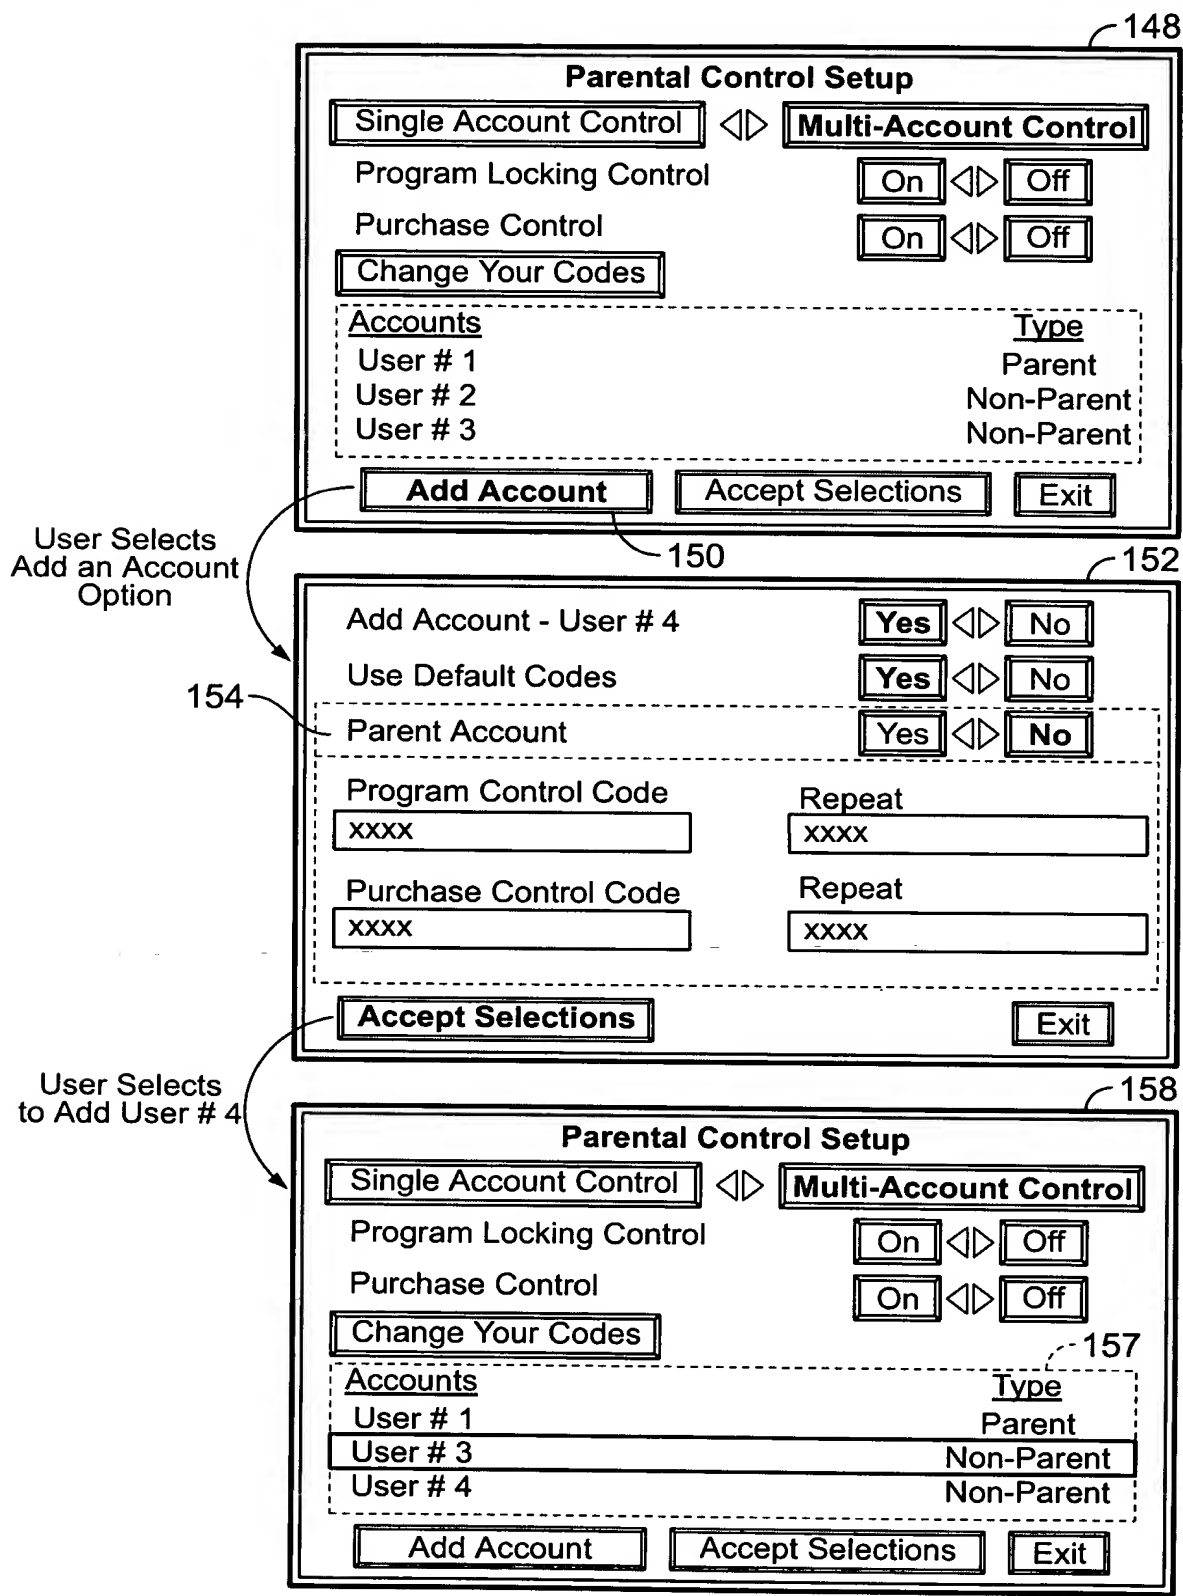 148
Parental Control Setup
Single Account Control Multi-Account Control
Program Locking Control On Off
Purchase Control On Off
Change Your Codes
Accounts Type
User # 1 Parent
User # 2 Non-Parent
User # 3 Non-Parent
Add Account Accept Selections Exit
User Selects
Add an Account
Option
150
152
Add Account - User # 4 Yes No
Use Default Codes Yes No
154
Parent Account Yes No
Program Control Code Repeat
xxxx xxxx
Purchase Control Code Repeat
xxxx xxxx
Accept Selections Exit
User Selects
to Add User # 4
158
Parental Control Setup
Single Account Control Multi-Account Control
Program Locking Control On Off
Purchase Control On Off
Change Your Codes
157
Accounts Type
User # 1 Parent
User # 3 Non-Parent
User # 4 Non-Parent
Add Account Accept Selections Exit